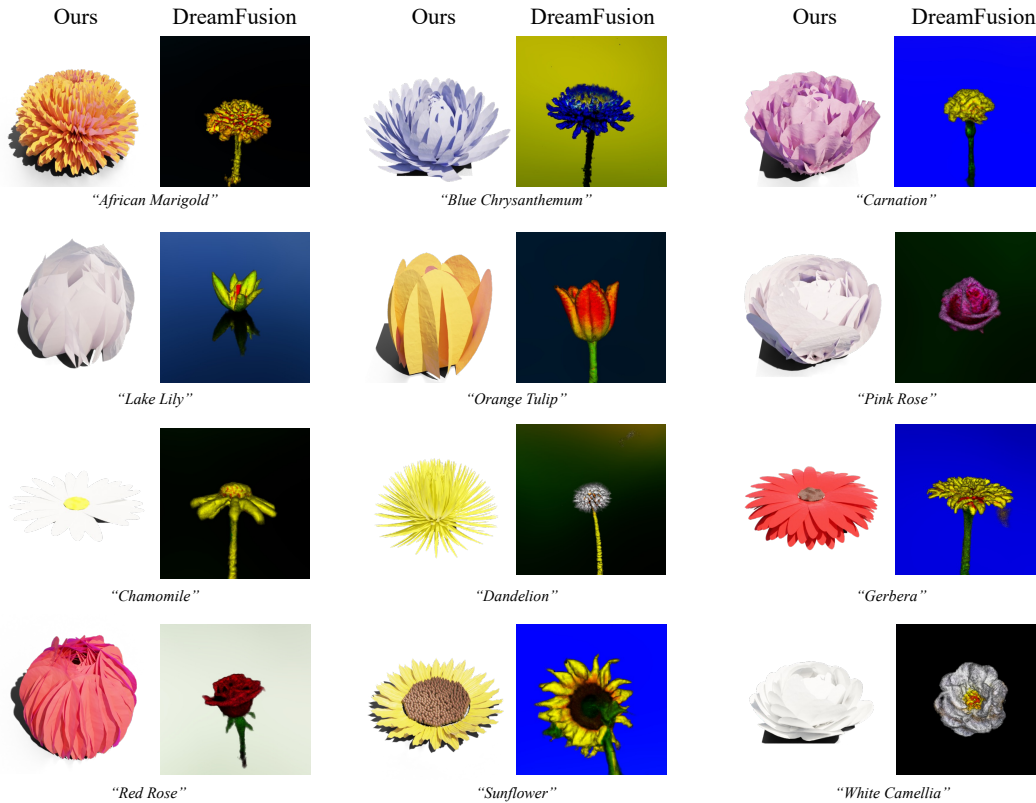 Ours DreamFusion Ours DreamFusion Ours DreamFusion
“African Marigold” “Blue Chrysanthemum” “Carnation”
“Lake Lily” “Orange Tulip” “Pink Rose”
“Chamomile” “Dandelion” “Gerbera”
“Red Rose” “Sunflower” “White Camellia”